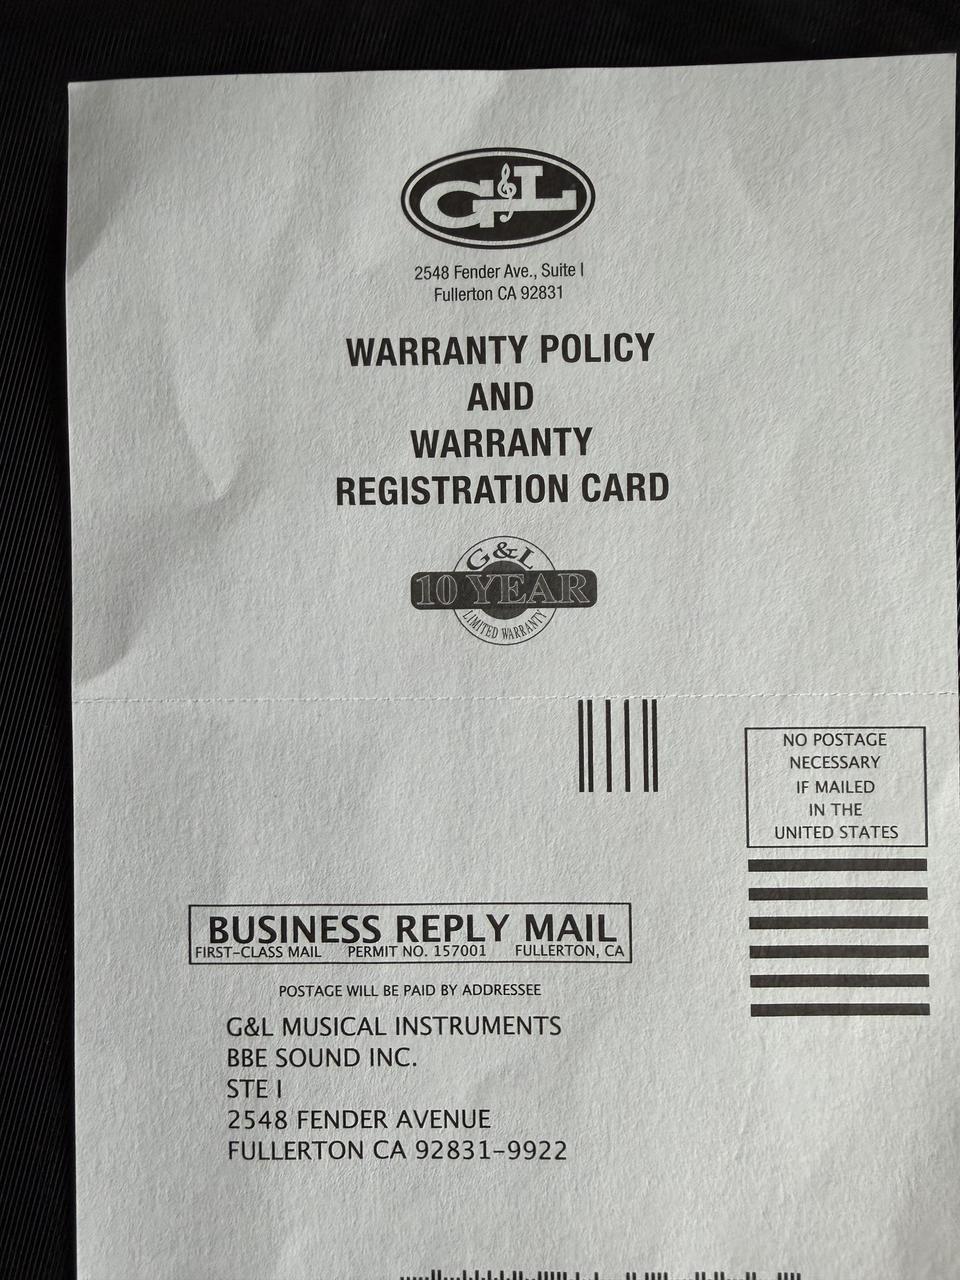 G&L
2548 Fender Ave., Suite I
Fullerton CA 92831
WARRANTY POLICY
AND
WARRANTY
REGISTRATION CARD
G&L
10 YEAR
LIMITED WARRANTY
NO POSTAGE
NECESSARY
IF MAILED
IN THE
UNITED STATES
BUSINESS REPLY MAIL
FIRST-CLASS MAIL PERMIT NO. 157001 FULLERTON, CA
POSTAGE WILL BE PAID BY ADDRESSEE
G&L MUSICAL INSTRUMENTS
BBE SOUND INC.
STE I
2548 FENDER AVENUE
FULLERTON CA 92831-9922